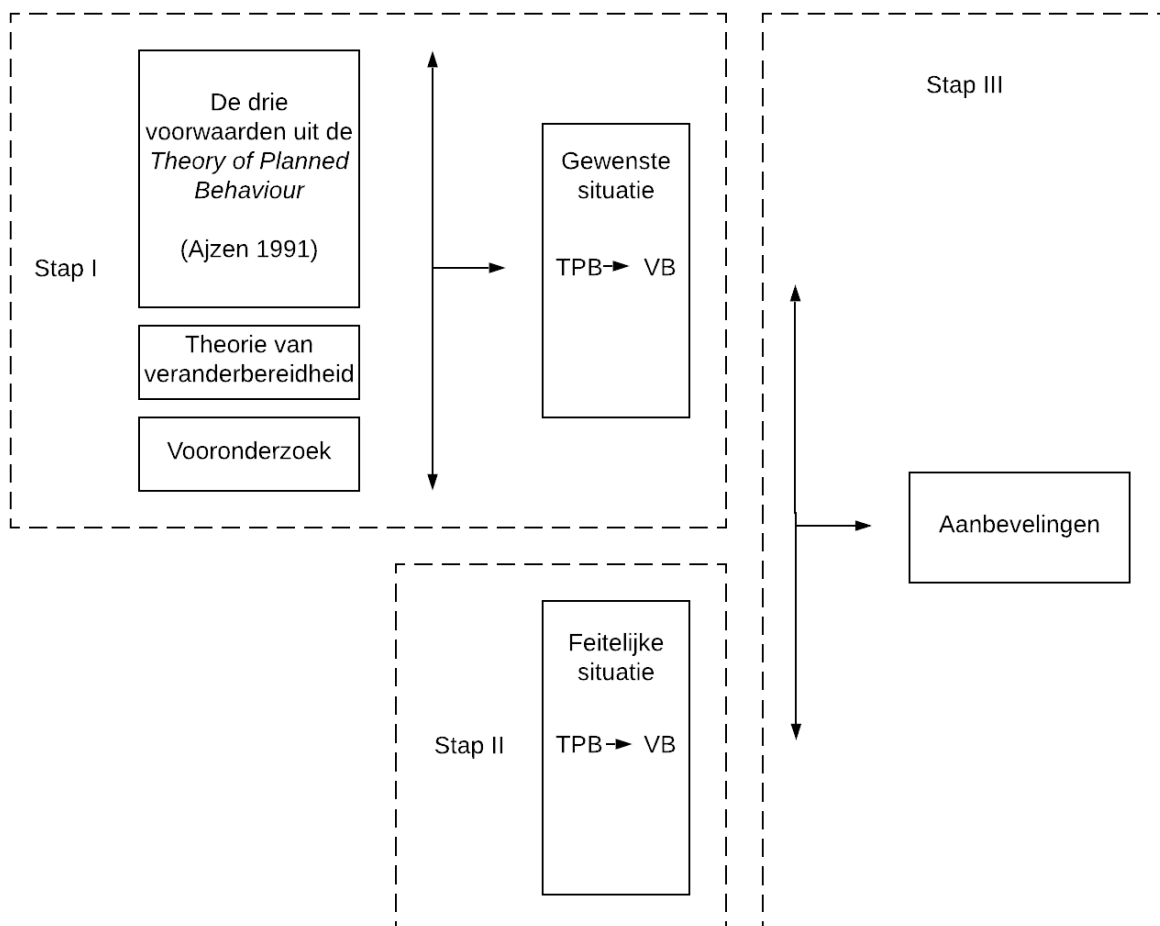 Stap I
De drie
voorwaarden uit de
Theory of Planned
Behaviour
(Ajzen 1991)
Theorie van
veranderbereidheid
Vooronderzoek
Gewenste
situatie
TPB VB
Stap II
Feitelijke
situatie
TPB VB
Stap III
Aanbevelingen